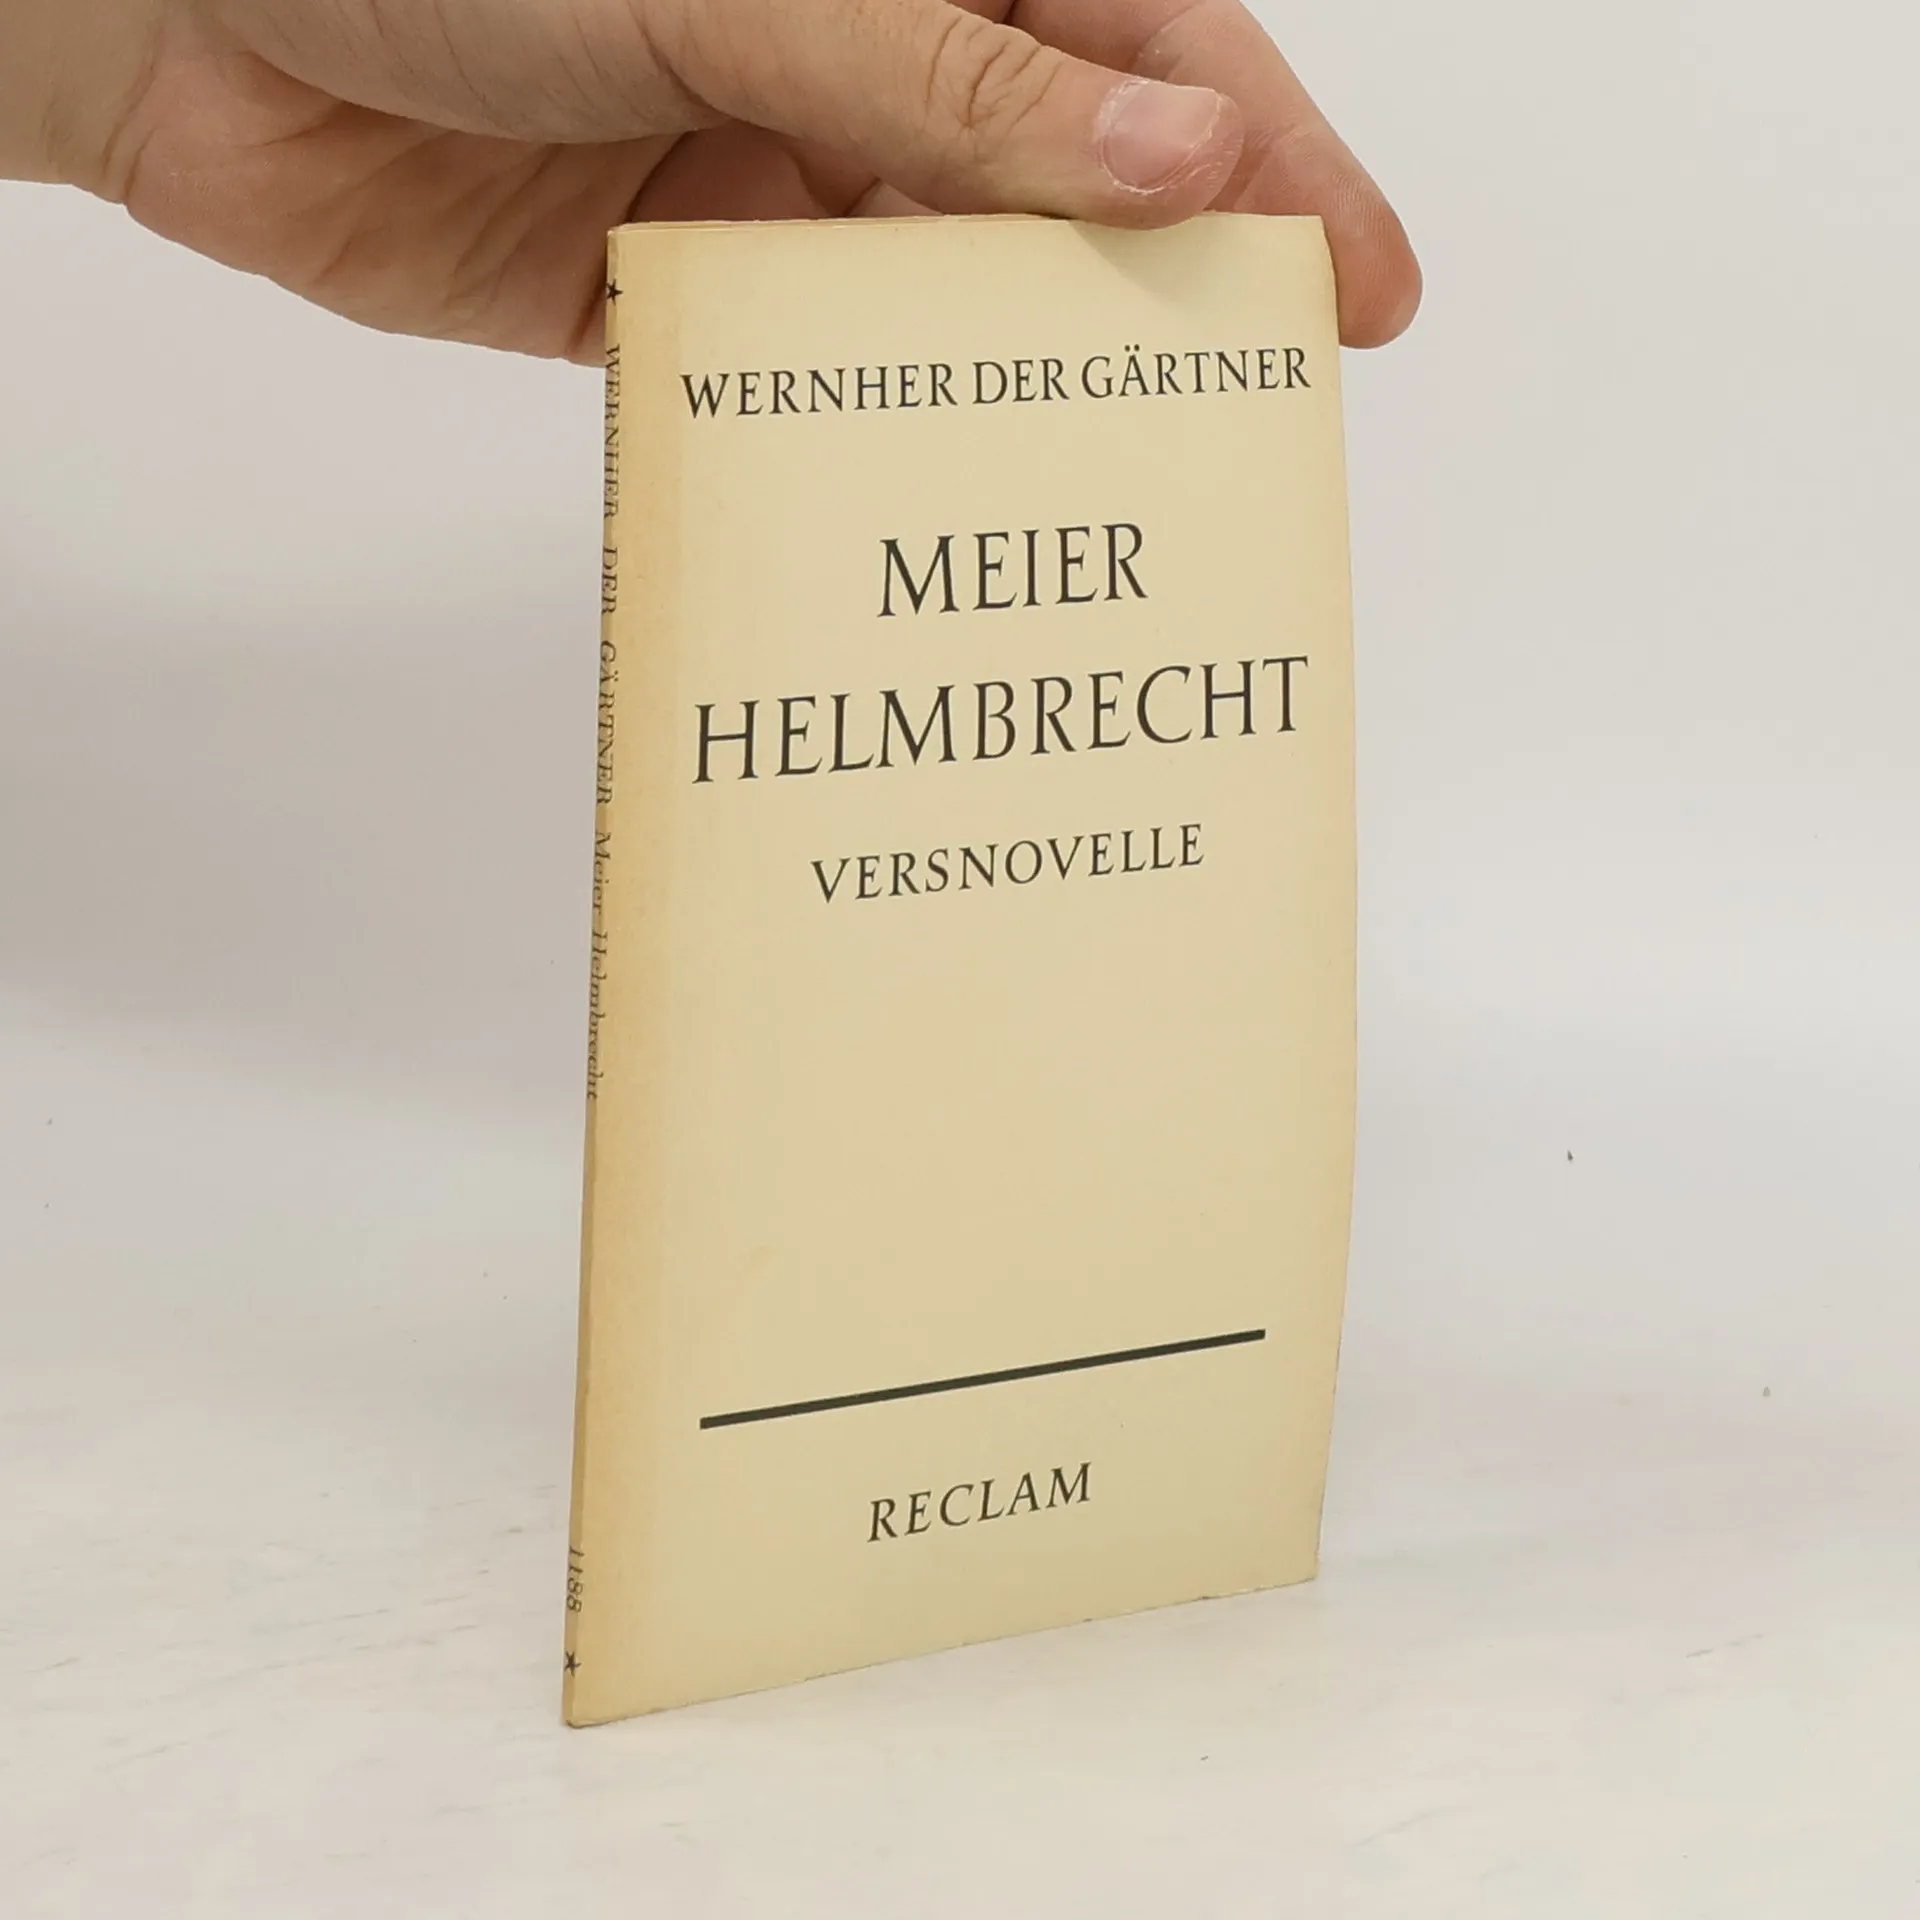 WERNHER DER GÄRTNER
MEIER
HELMBRECHT
VERSNOVELLE
RECLAM
WERNHER DER GÄRTNER Meier Helmbrecht
1188